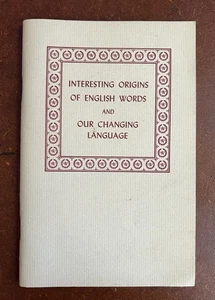 INTERESTING ORIGINS
OF ENGLISH WORDS
AND
OUR CHANGING
LANGUAGE